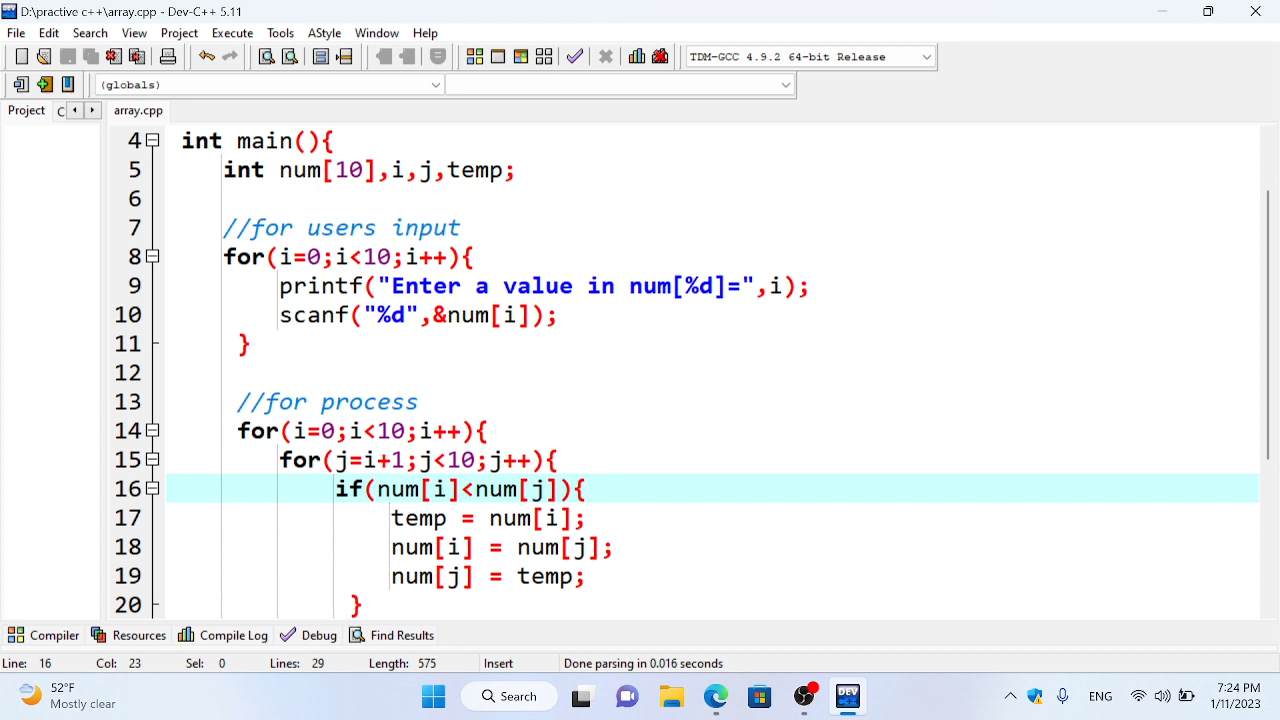 D:\practive c++\array.cpp - Dev-C++ 5.11
File Edit Search View Project Execute Tools AStyle Window Help
TDM-GCC 4.9.2 64-bit Release
(globals)
Project C array.cpp
4 int main(){
5 int num[10],i,j,temp;
6
7 //for users input
8 for(i=0;i<10;i++){
9 printf("Enter a value in num[%d]=",i);
10 scanf("%d",&num[i]);
11 }
12
13 //for process
14 for(i=0;i<10;i++){
15 for(j=i+1;j<10;j++){
16 if(num[i]<num[j]){
17 temp = num[i];
18 num[i] = num[j];
19 num[j] = temp;
20 }
Compiler Resources Compile Log Debug Find Results
Line: 16 Col: 23 Sel: 0 Lines: 29 Length: 575 Insert Done parsing in 0.016 seconds
52°F
Mostly clear
Search
DEV
ENG
7:24 PM
1/11/2023